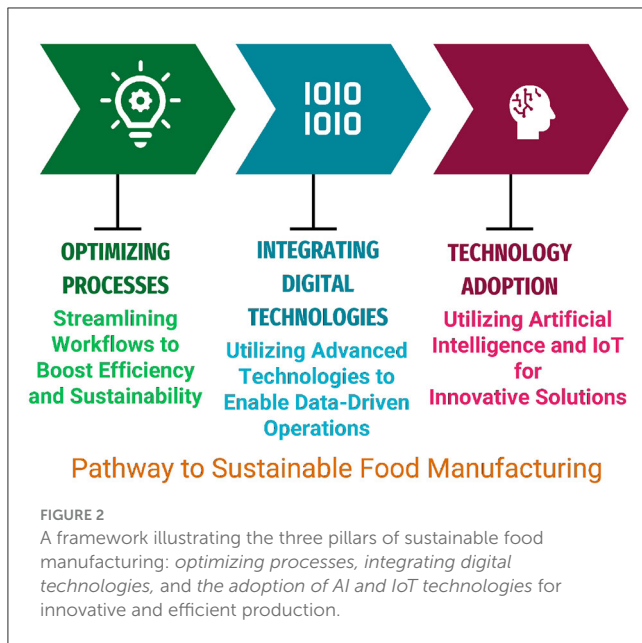 1010
1010
OPTIMIZING
PROCESSES
Streamlining
Workflows to
Boost Efficiency
and Sustainability
INTEGRATING
DIGITAL
TECHNOLOGIES
Utilizing Advanced
Technologies to
Enable Data-Driven
Operations
TECHNOLOGY
ADOPTION
Utilizing Artificial
Intelligence and IoT
for
Innovative Solutions
Pathway to Sustainable Food Manufacturing
FIGURE 2
A framework illustrating the three pillars of sustainable food
manufacturing: optimizing processes, integrating digital
technologies, and the adoption of AI and IoT technologies for
innovative and efficient production.